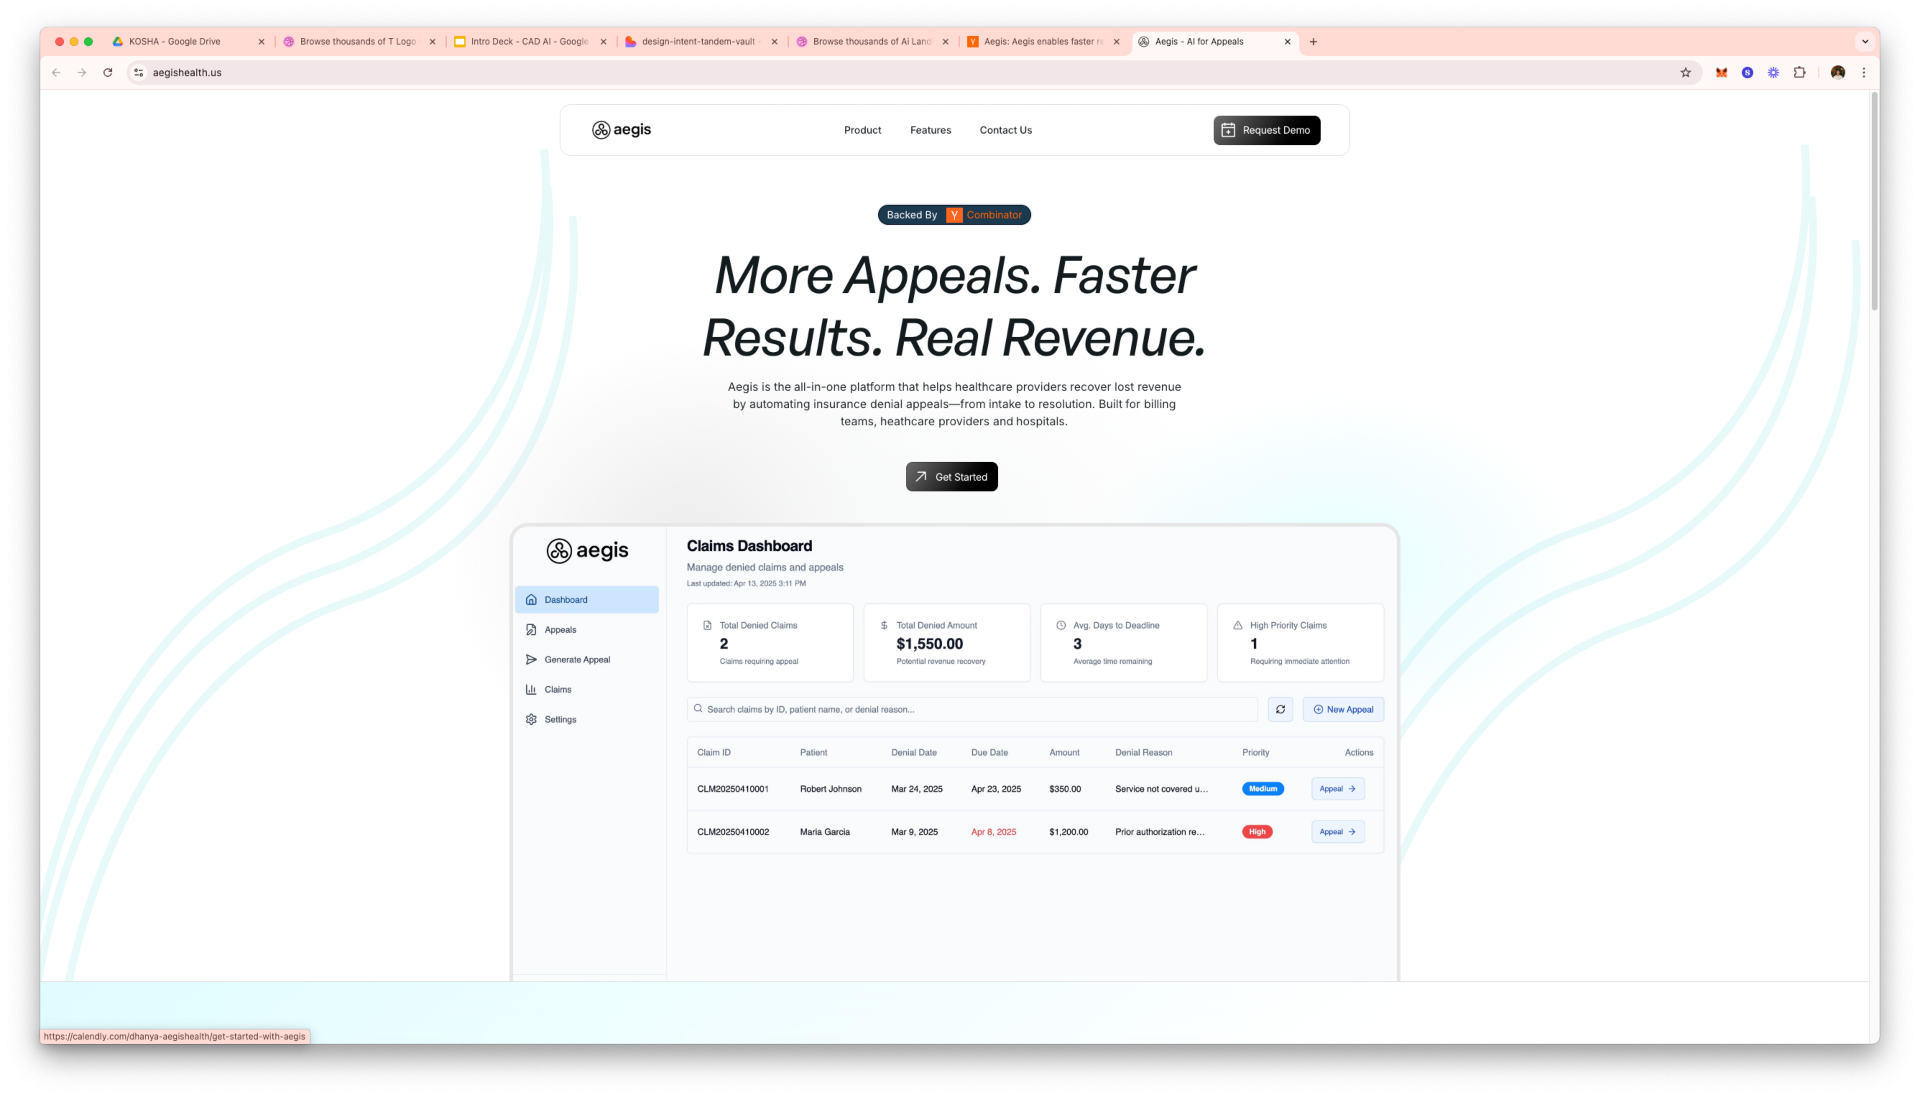 KOSHA - Google Drive
Browse thousands of T Logo
Intro Deck - CAD AI - Google
design-intent-tandem-vault -
Browse thousands of Ai Land
Aegis: Aegis enables faster re
Aegis - AI for Appeals
aegishealth.us
aegis
Product
Features
Contact Us
Request Demo
Backed By Y Combinator
More Appeals. Faster
Results. Real Revenue.
Aegis is the all-in-one platform that helps healthcare providers recover lost revenue
by automating insurance denial appeals—from intake to resolution. Built for billing
teams, heathcare providers and hospitals.
Get Started
aegis
Dashboard
Appeals
Generate Appeal
Claims
Settings
Claims Dashboard
Manage denied claims and appeals
Last updated: Apr 13, 2025 3:11 PM
Total Denied Claims
2
Claims requiring appeal
$ Total Denied Amount
$1,550.00
Potential revenue recovery
Avg. Days to Deadline
3
Average time remaining
High Priority Claims
1
Requiring immediate attention
Search claims by ID, patient name, or denial reason...
New Appeal
Claim ID Patient Denial Date Due Date Amount Denial Reason Priority Actions
CLM20250410001 Robert Johnson Mar 24, 2025 Apr 23, 2025 $350.00 Service not covered u... Medium Appeal
CLM20250410002 Maria Garcia Mar 9, 2025 Apr 8, 2025 $1,200.00 Prior authorization re... High Appeal
https://calendly.com/dhanya-aegishealth/get-started-with-aegis